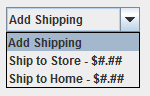 Add Shipping
Add Shipping
Ship to Store - $#.##
Ship to Home - $#.##